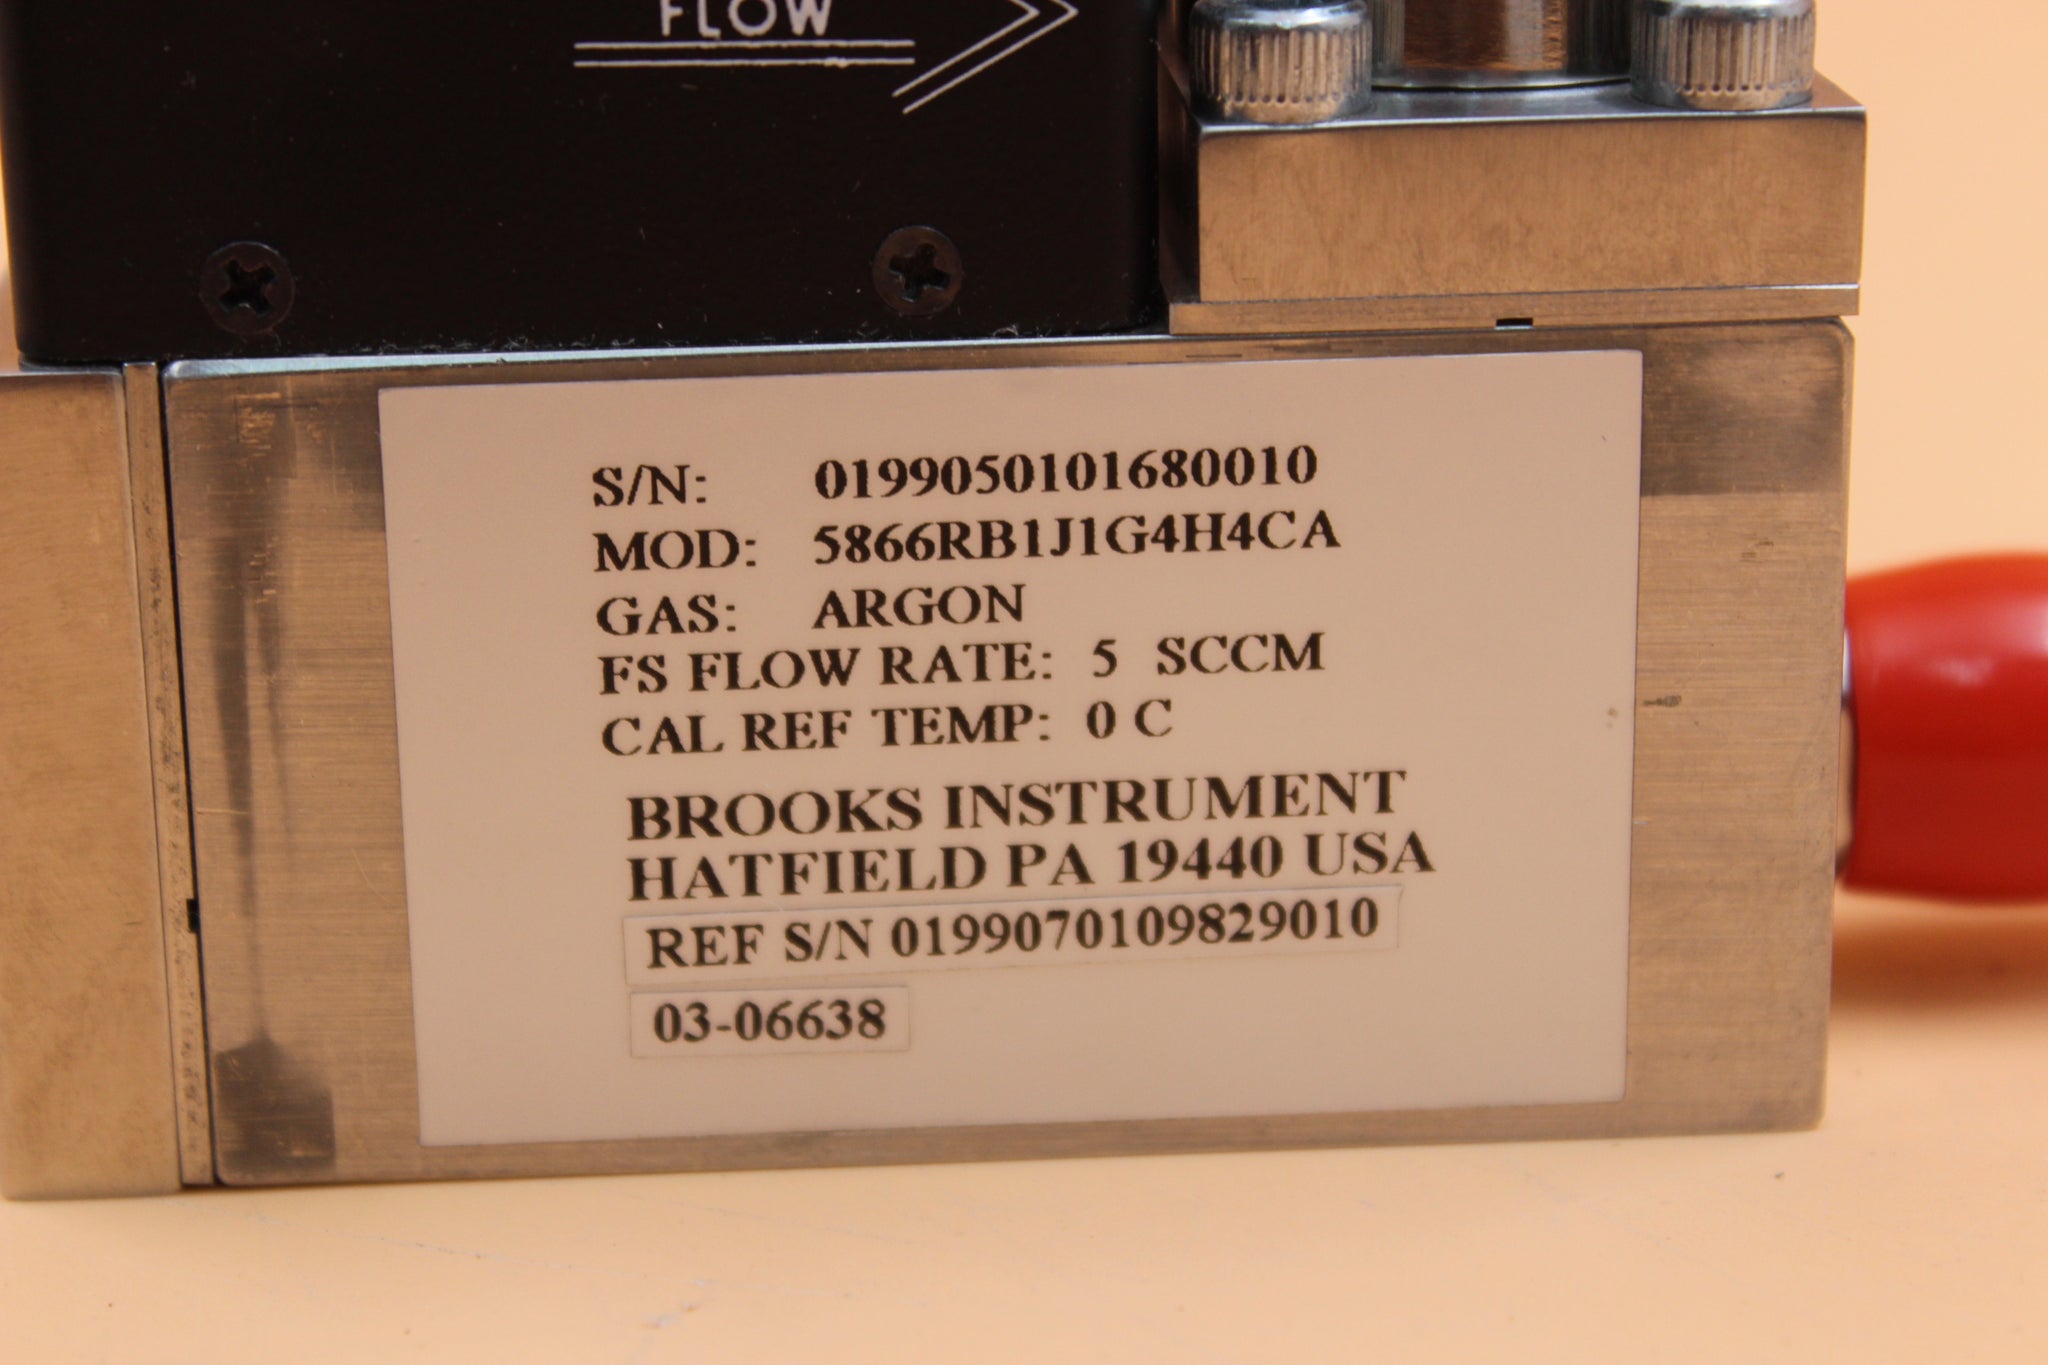 FLOW
S/N: 0199050101680010
MOD: 5866RB1J1G4H4CA
GAS: ARGON
FS FLOW RATE: 5 SCCM
CAL REF TEMP: 0 C
BROOKS INSTRUMENT
HATFIELD PA 19440 USA
REF S/N 0199070109829010
03-06638